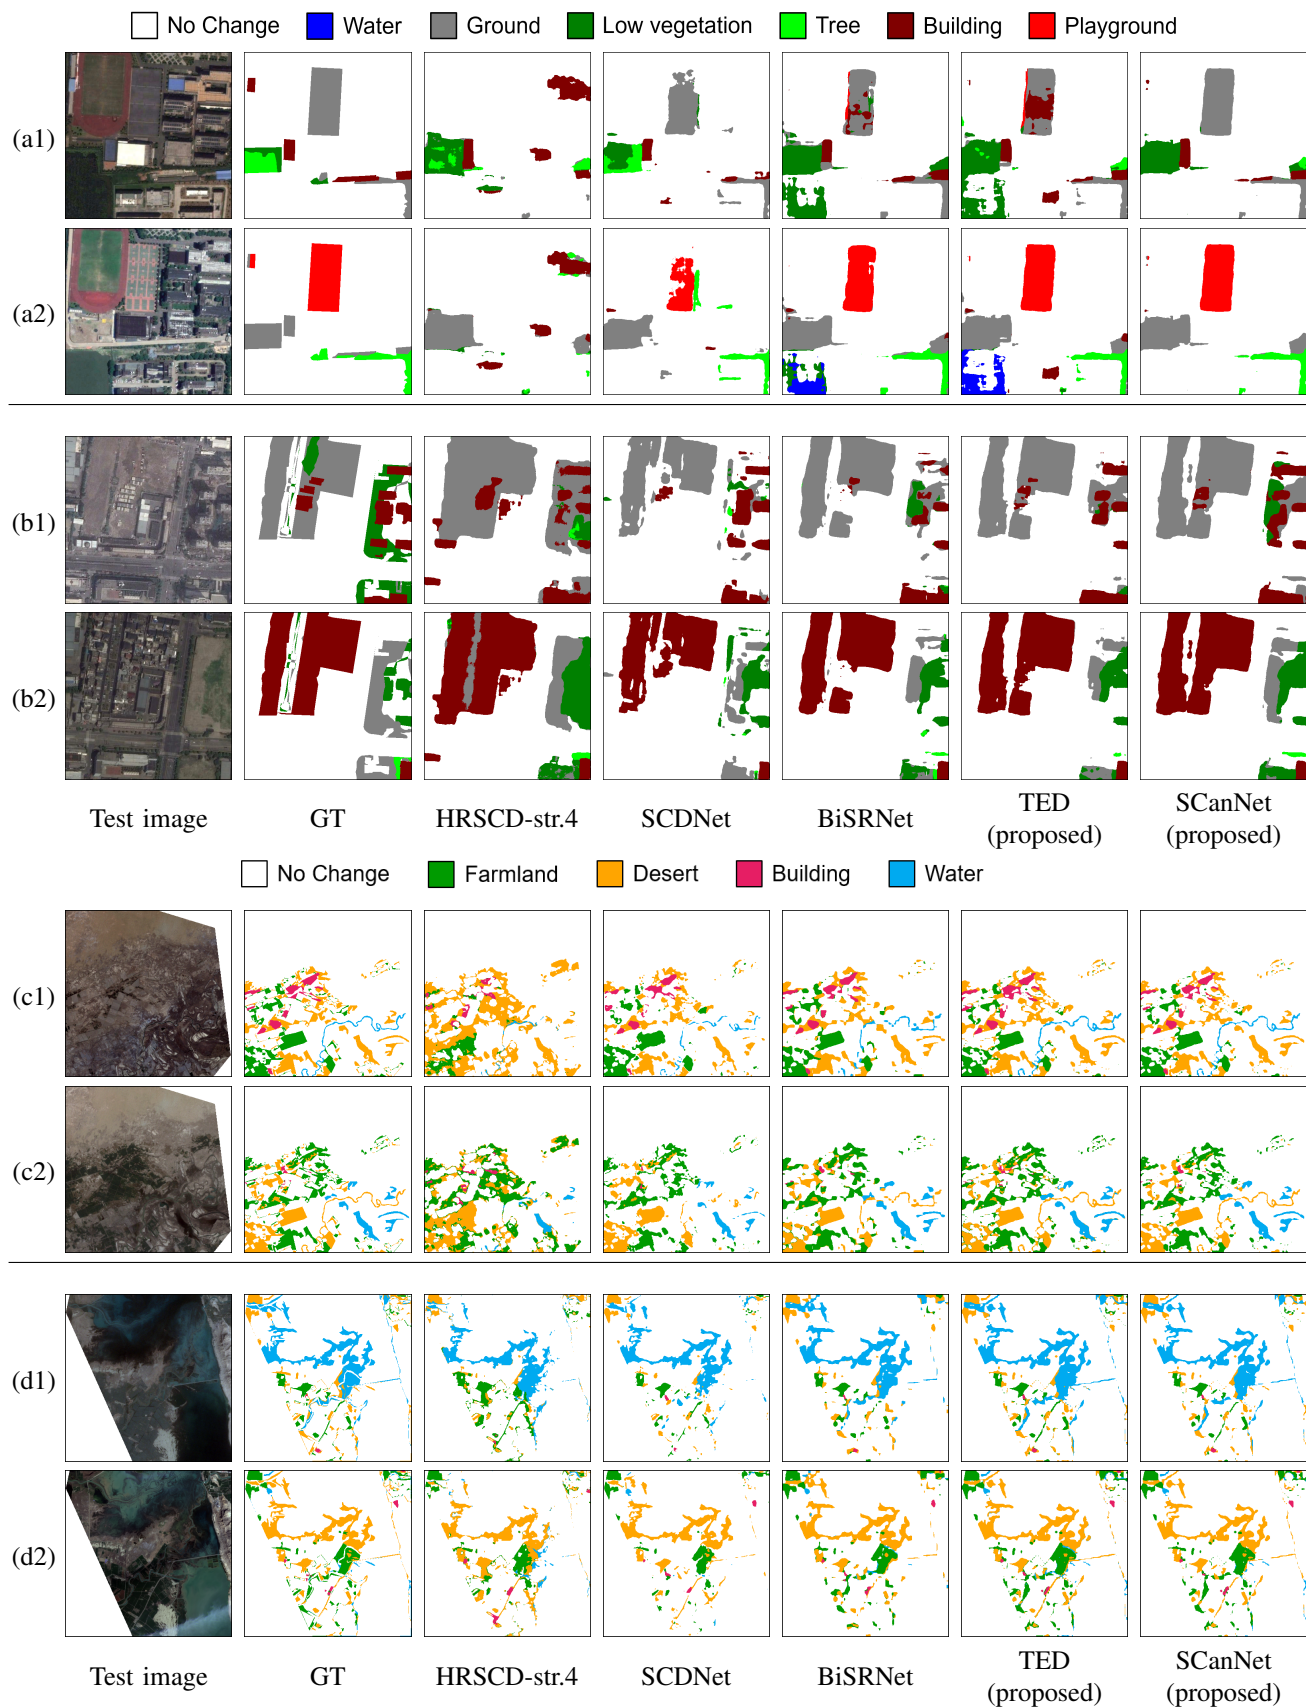 No Change Water Ground Low vegetation Tree Building Playground
(a1)
(a2)
(b1)
(b2)
Test image GT HRSCD-str.4 SCDNet BiSRNet TED (proposed) SCanNet (proposed)
No Change Farmland Desert Building Water
(c1)
(c2)
(d1)
(d2)
Test image GT HRSCD-str.4 SCDNet BiSRNet TED (proposed) SCanNet (proposed)